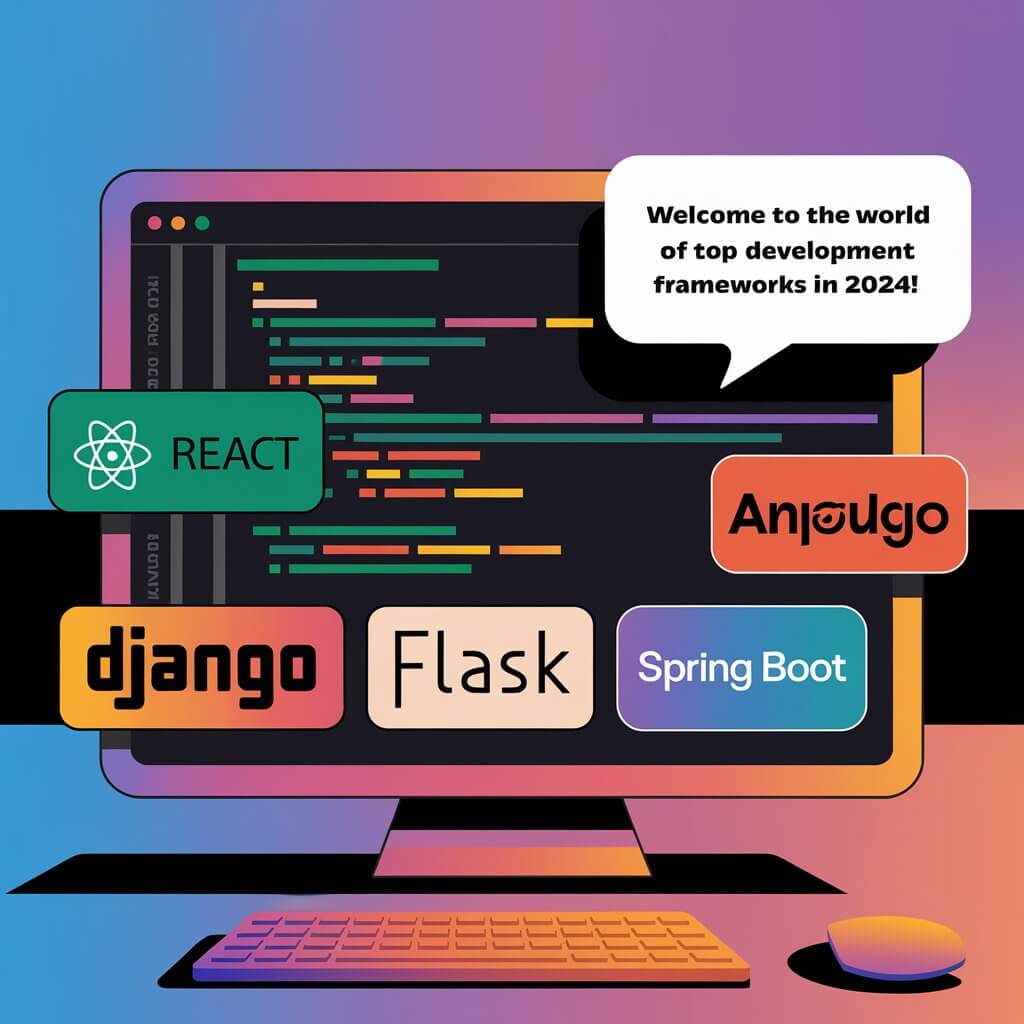 Welcome to the world
of top development
frameworks in 2024!
REACT
django
Flask
Spring Boot